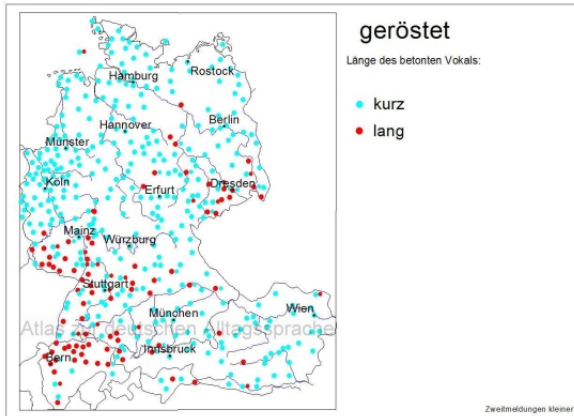 geröstet
Länge des betonten Vokals:
kurz
lang
Hamburg
Rostock
Hannover
Berlin
Münster
Köln
Erfurt
Dresden
Mainz
Würzburg
Stuttgart
München
Wien
Atlas zur deutschen Alltagssprache
Bern
Innsbruck
Zweitmeldungen kleiner